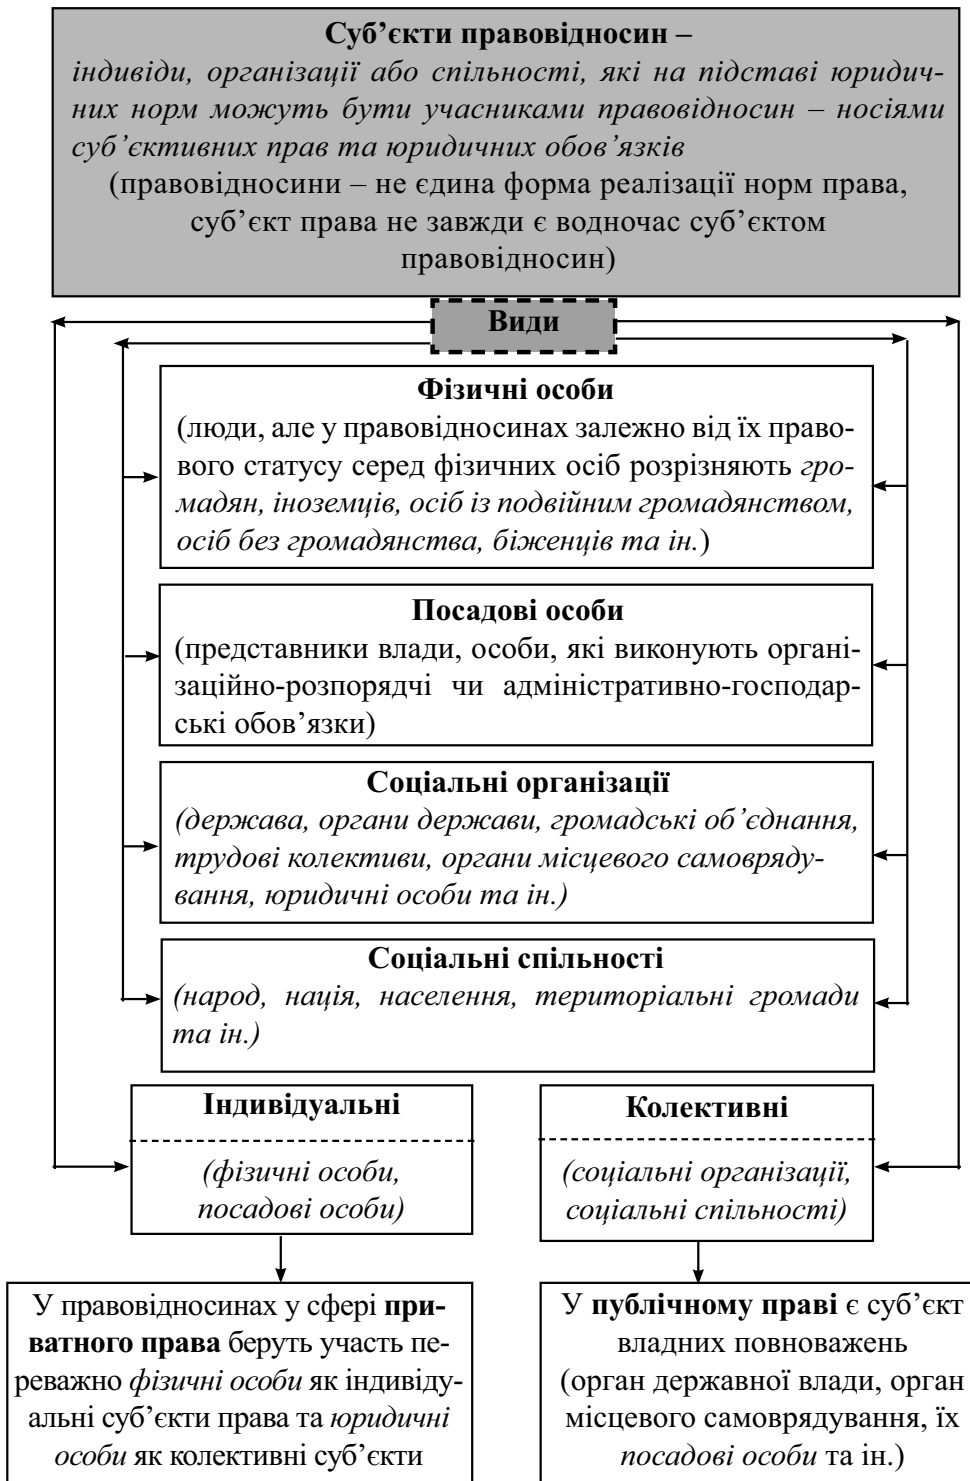 Суб’єкти правовідносин –
індивіди, організації або спільності, які на підставі юридич-
них норм можуть бути учасниками правовідносин – носіями
суб’єктивних прав та юридичних обов’язків
(правовідносини – не єдина форма реалізації норм права,
суб’єкт права не завжди є водночас суб’єктом
правовідносин)
Види
Фізичні особи
(люди, але у правовідносинах залежно від їх право-
вого статусу серед фізичних осіб розрізняють гро-
мадян, іноземців, осіб із подвійним громадянством,
осіб без громадянства, біженців та ін.)
Посадові особи
(представники влади, особи, які виконують органі-
заційно-розпорядчі чи адміністративно-господар-
ські обов’язки)
Соціальні організації
(держава, органи держави, громадські об’єднання,
трудові колективи, органи місцевого самовряду-
вання, юридичні особи та ін.)
Соціальні спільності
(народ, нація, населення, територіальні громади
та ін.)
Індивідуальні
(фізичні особи,
посадові особи)
Колективні
(соціальні організації,
соціальні спільності)
У правовідносинах у сфері при-
ватного права беруть участь пе-
реважно фізичні особи як індивіду-
альні суб’єкти права та юридичні
особи як колективні суб’єкти
У публічному праві є суб’єкт
владних повноважень
(орган державної влади, орган
місцевого самоврядування, їх
посадові особи та ін.)